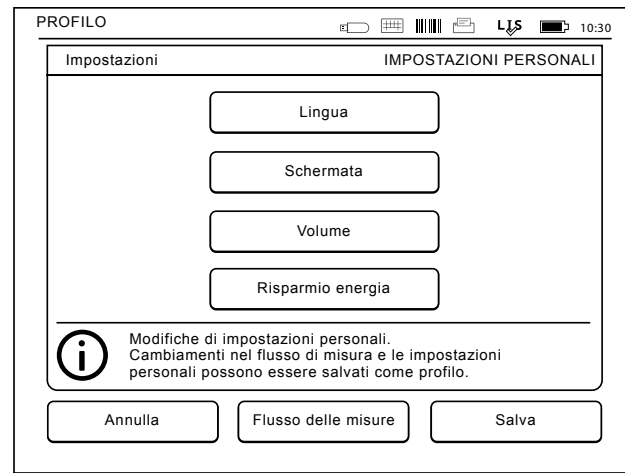 PROFILO LIS 10:30
Impostazioni IMPOSTAZIONI PERSONALI
Lingua
Schermata
Volume
Risparmio energia
Modifiche di impostazioni personali.
Cambiamenti nel flusso di misura e le impostazioni
personali possono essere salvati come profilo.
Annulla Flusso delle misure Salva